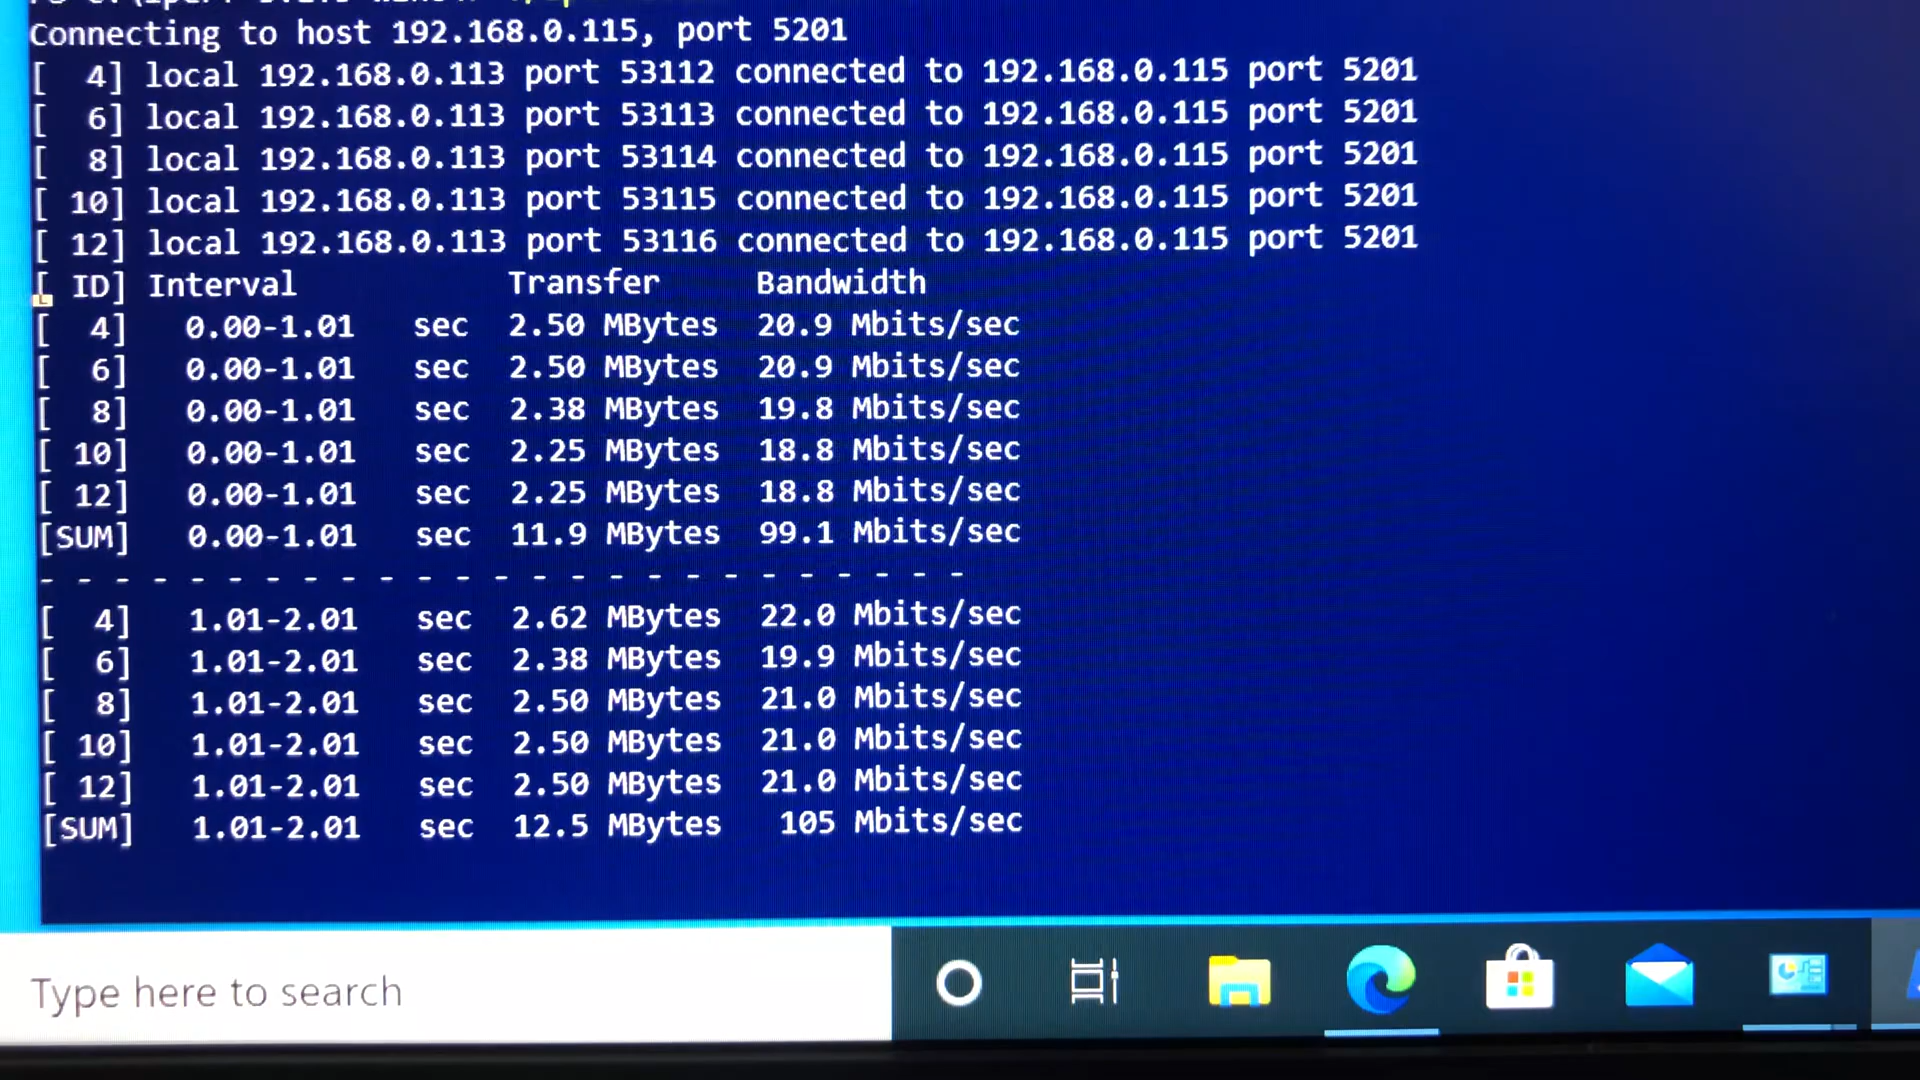 Connecting to host 192.168.0.115, port 5201
[  4] local 192.168.0.113 port 53112 connected to 192.168.0.115 port 5201
[  6] local 192.168.0.113 port 53113 connected to 192.168.0.115 port 5201
[  8] local 192.168.0.113 port 53114 connected to 192.168.0.115 port 5201
[ 10] local 192.168.0.113 port 53115 connected to 192.168.0.115 port 5201
[ 12] local 192.168.0.113 port 53116 connected to 192.168.0.115 port 5201
[ ID] Interval           Transfer     Bandwidth
[  4]   0.00-1.01   sec  2.50 MBytes  20.9 Mbits/sec
[  6]   0.00-1.01   sec  2.50 MBytes  20.9 Mbits/sec
[  8]   0.00-1.01   sec  2.38 MBytes  19.8 Mbits/sec
[ 10]   0.00-1.01   sec  2.25 MBytes  18.8 Mbits/sec
[ 12]   0.00-1.01   sec  2.25 MBytes  18.8 Mbits/sec
[SUM]   0.00-1.01   sec  11.9 MBytes  99.1 Mbits/sec
- - - - - - - - - - - - - - - - - - - - - - - - -
[  4]   1.01-2.01   sec  2.62 MBytes  22.0 Mbits/sec
[  6]   1.01-2.01   sec  2.38 MBytes  19.9 Mbits/sec
[  8]   1.01-2.01   sec  2.50 MBytes  21.0 Mbits/sec
[ 10]   1.01-2.01   sec  2.50 MBytes  21.0 Mbits/sec
[ 12]   1.01-2.01   sec  2.50 MBytes  21.0 Mbits/sec
[SUM]   1.01-2.01   sec  12.5 MBytes   105 Mbits/sec
Type here to search